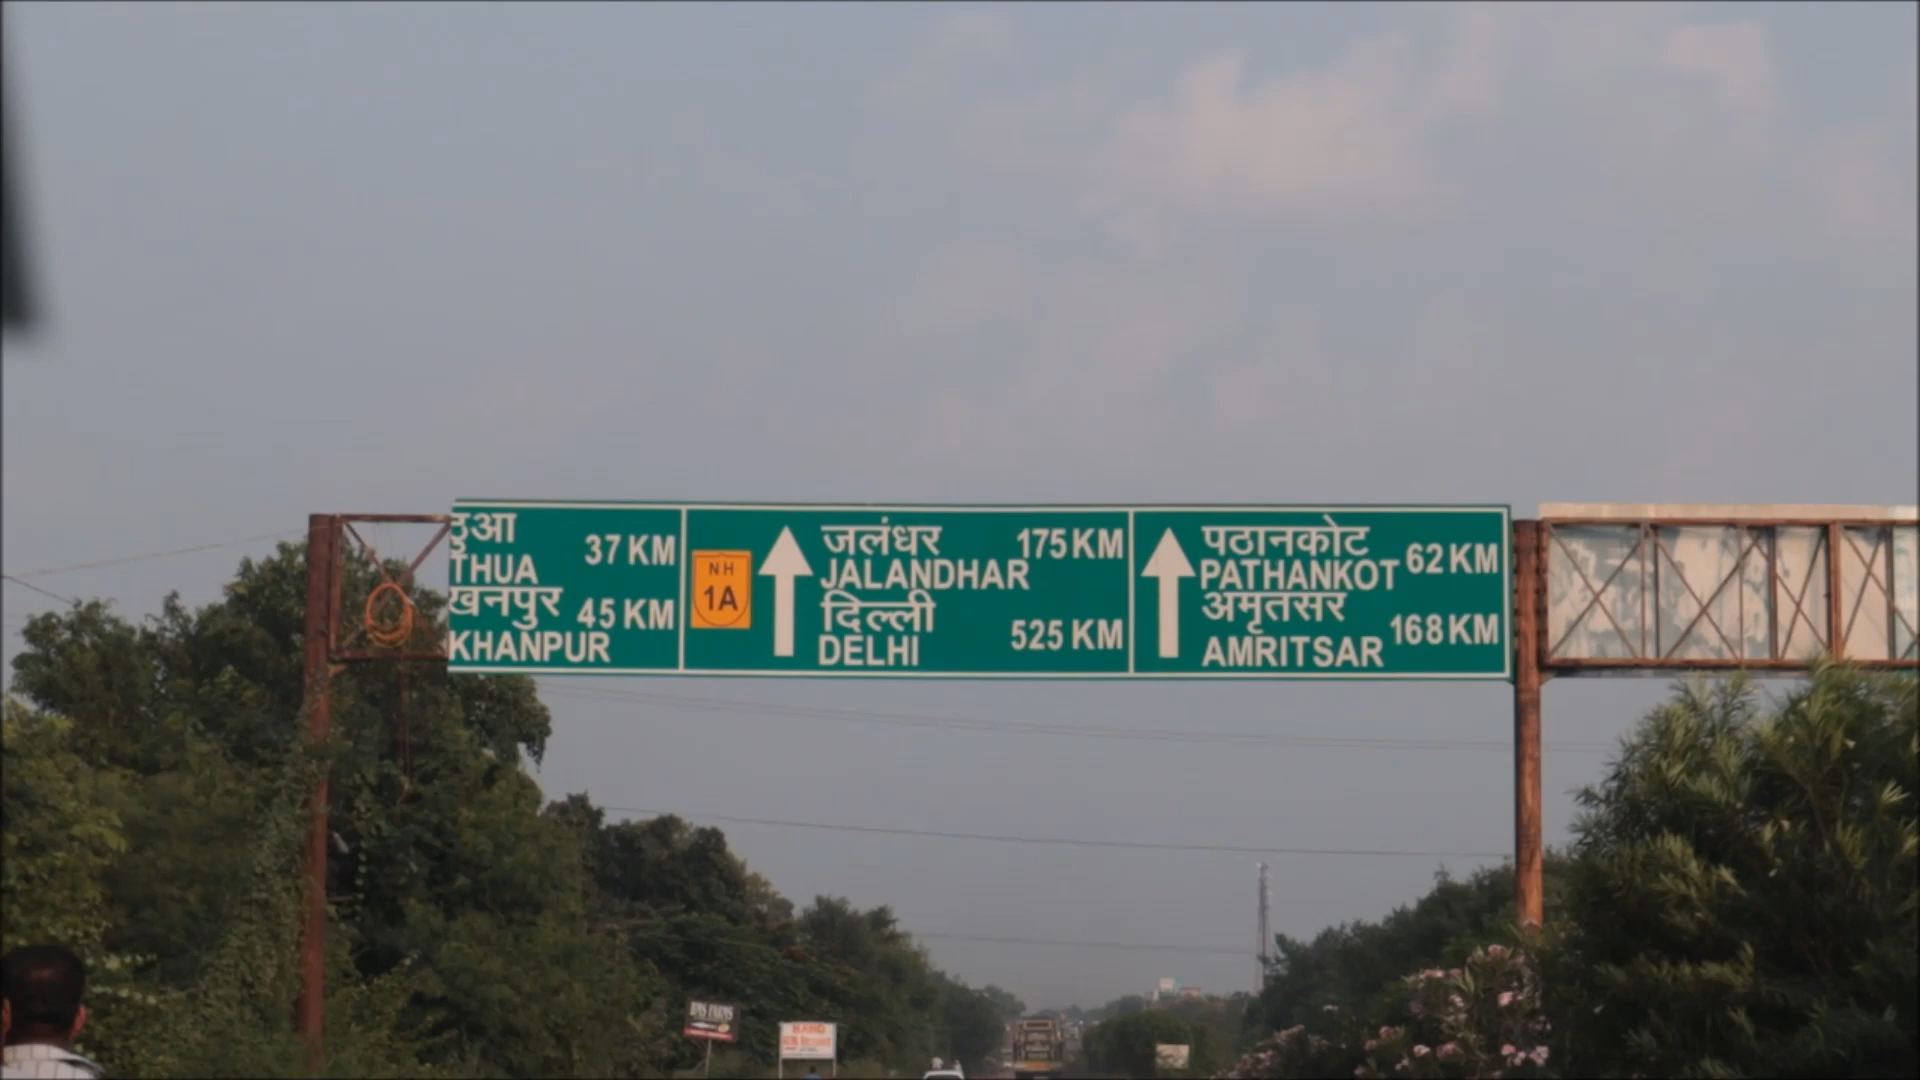 ठुआ 37 KM
THUA
खनपुर 45 KM
KHANPUR
NH
1A
जलंधर 175 KM
JALANDHAR
दिल्ली
DELHI 525 KM
पठानकोट 62 KM
PATHANKOT
अमृतसर 168 KM
AMRITSAR